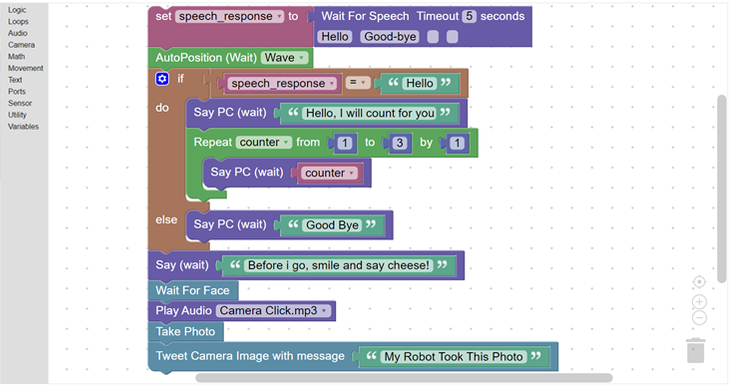 Logic
Loops
Audio
Camera
Math
Movement
Text
Ports
Sensor
Utility
Variables
set speech_response to Wait For Speech Timeout 5 seconds
Hello Good-bye
AutoPosition (Wait) Wave
if speech_response = “ Hello ”
do Say PC (wait) “ Hello, I will count for you ”
Repeat counter from 1 to 3 by 1
Say PC (wait) counter
else Say PC (wait) “ Good Bye ”
Say (wait) “ Before i go, smile and say cheese! ”
Wait For Face
Play Audio Camera Click.mp3
Take Photo
Tweet Camera Image with message “ My Robot Took This Photo ”